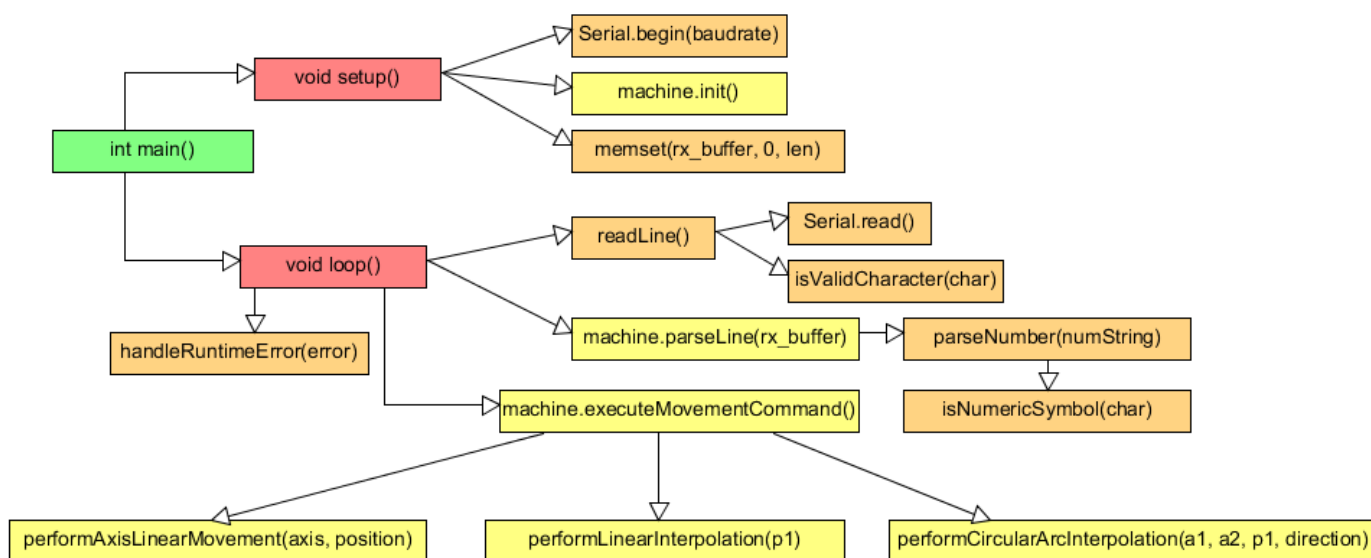 Serial.begin(baudrate)
void setup()
machine.init()
int main()
memset(rx_buffer, 0, len)
readLine()
Serial.read()
void loop()
isValidCharacter(char)
handleRuntimeError(error)
machine.parseLine(rx_buffer)
parseNumber(numString)
machine.executeMovementCommand()
isNumericSymbol(char)
performAxisLinearMovement(axis, position)
performLinearInterpolation(p1)
performCircularArcInterpolation(a1, a2, p1, direction)